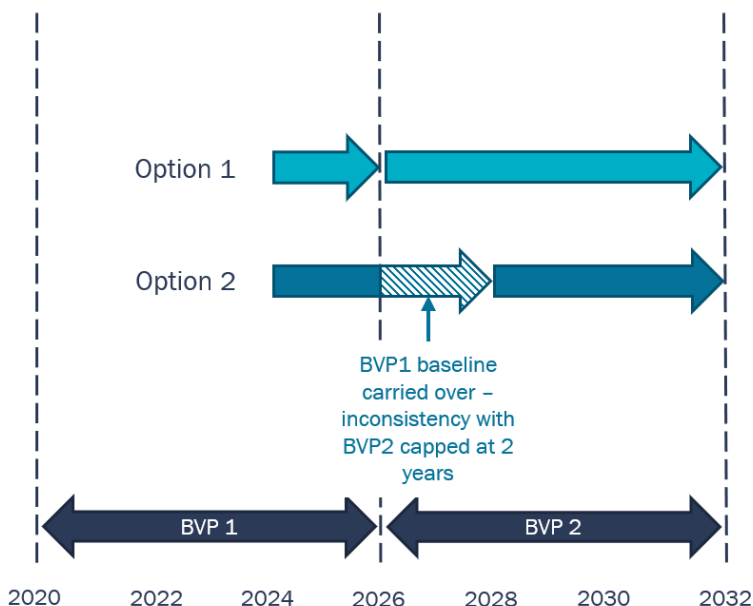 Option 1
Option 2
BVP1 baseline
carried over –
inconsistency with
BVP2 capped at 2
years
BVP 1
BVP 2
2020
2022
2024
2026
2028
2030
2032